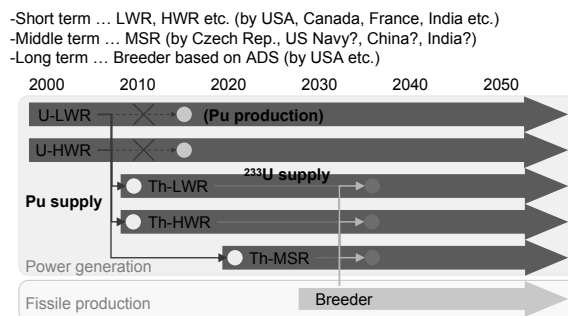 -Short term … LWR, HWR etc. (by USA, Canada, France, India etc.)
-Middle term … MSR (by Czech Rep., US Navy?, China?, India?)
-Long term … Breeder based on ADS (by USA etc.)
2000 2010 2020 2030 2040 2050
U-LWR (Pu production)
U-HWR
²³³U supply
Th-LWR
Pu supply
Th-HWR
Th-MSR
Power generation
Breeder
Fissile production